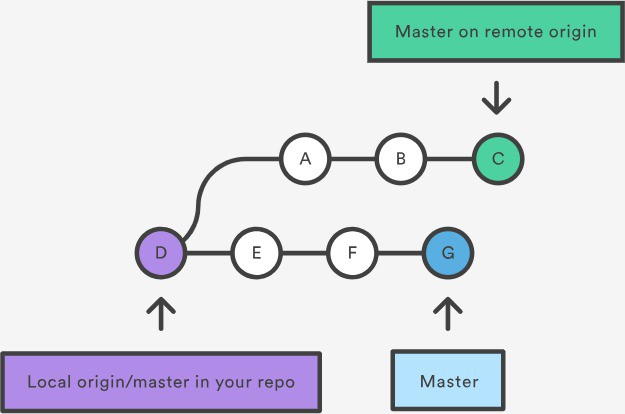 Master on remote origin
A B C
D E F G
Local origin/master in your repo
Master